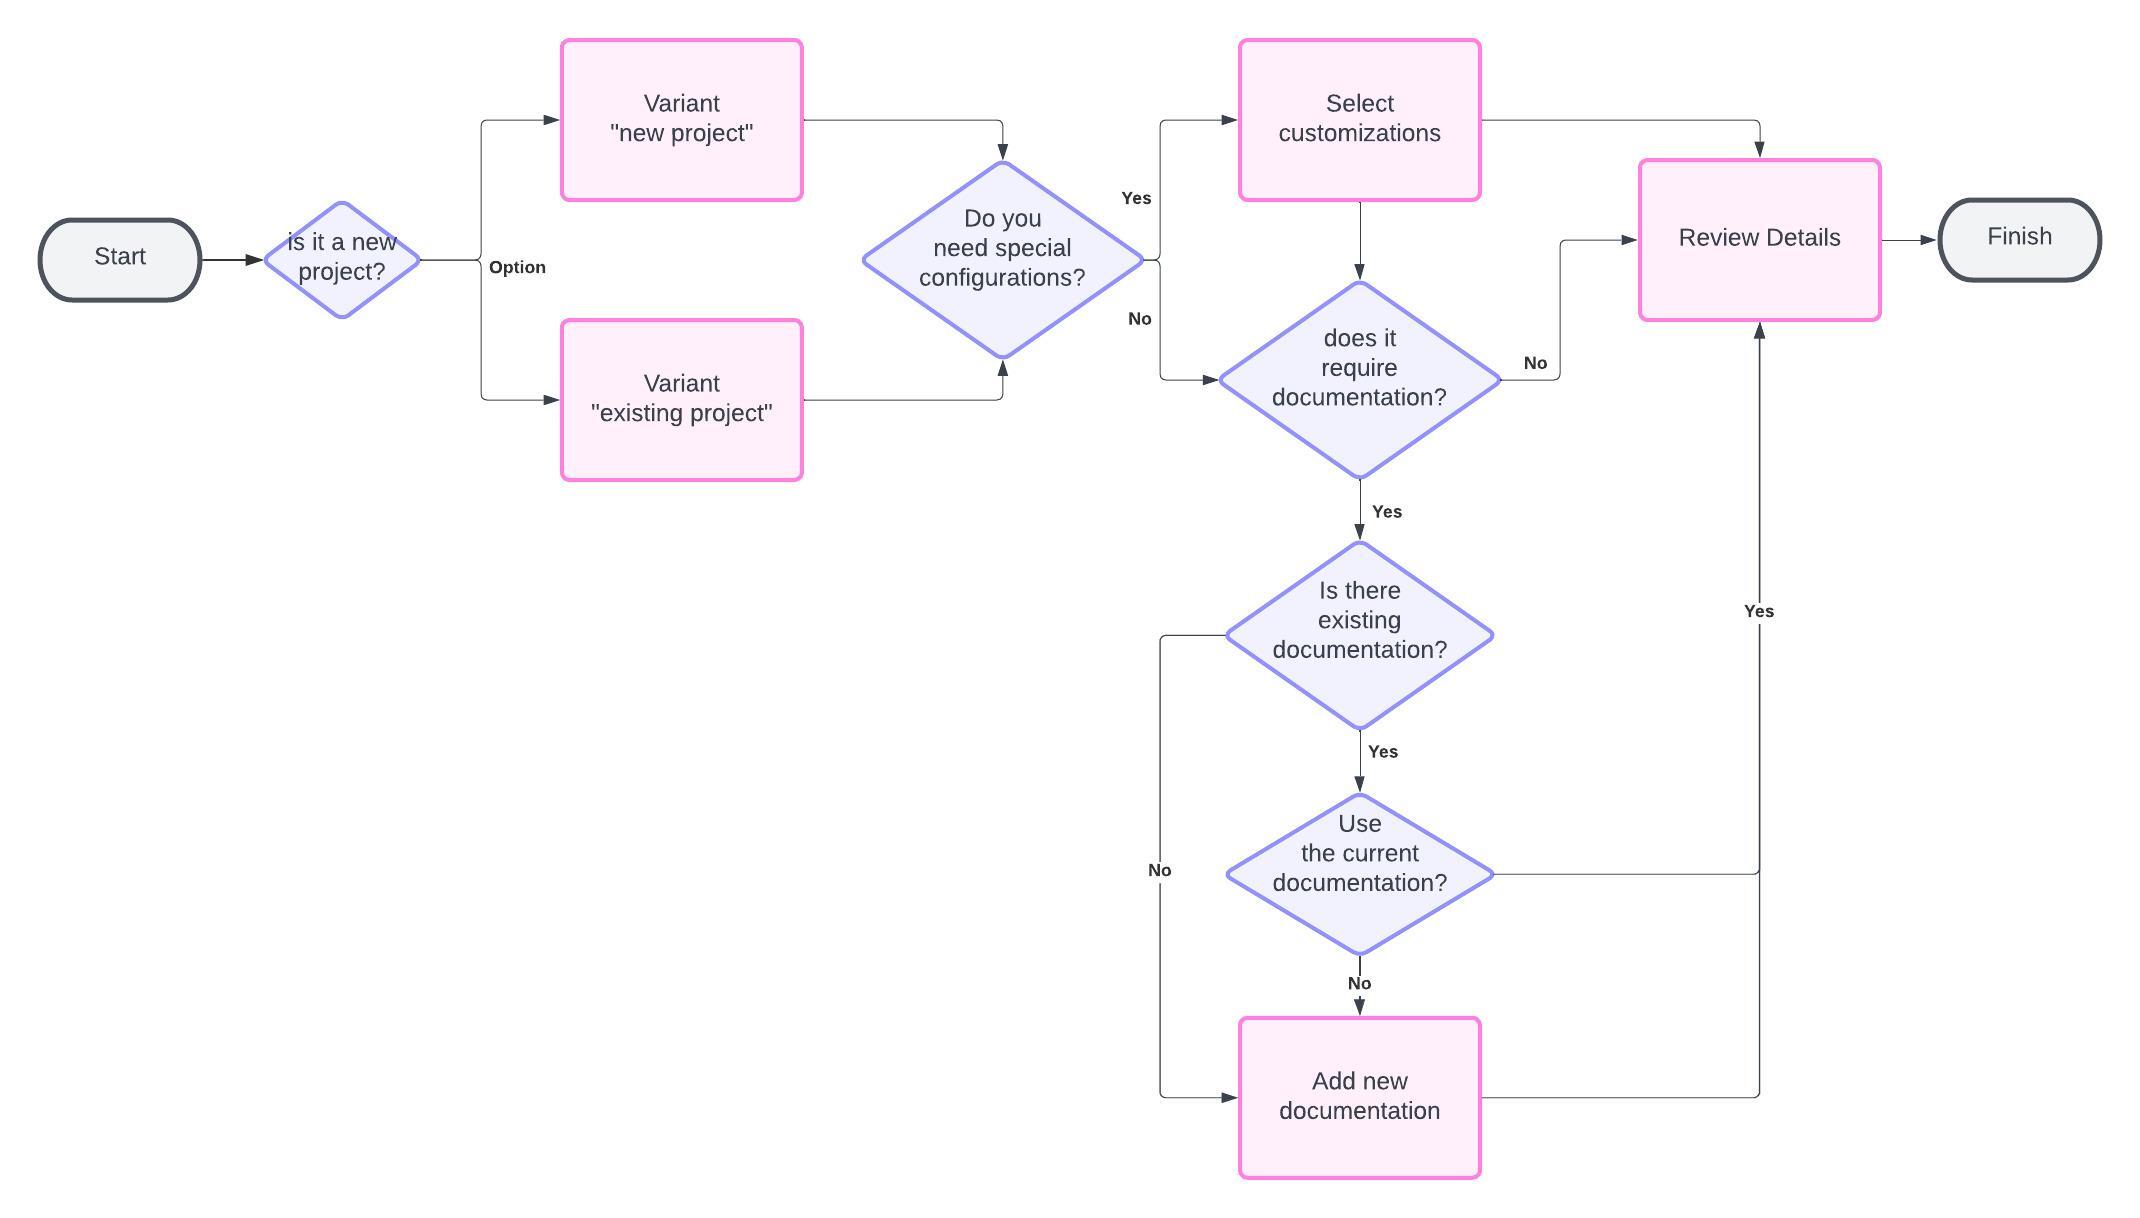 Start
is it a new
project?
Option
Variant
"new project"
Variant
"existing project"
Do you
need special
configurations?
Yes
No
Select
customizations
does it
require
documentation?
No
Review Details
Finish
Yes
Is there
existing
documentation?
Yes
No
Use
the current
documentation?
Yes
No
Add new
documentation